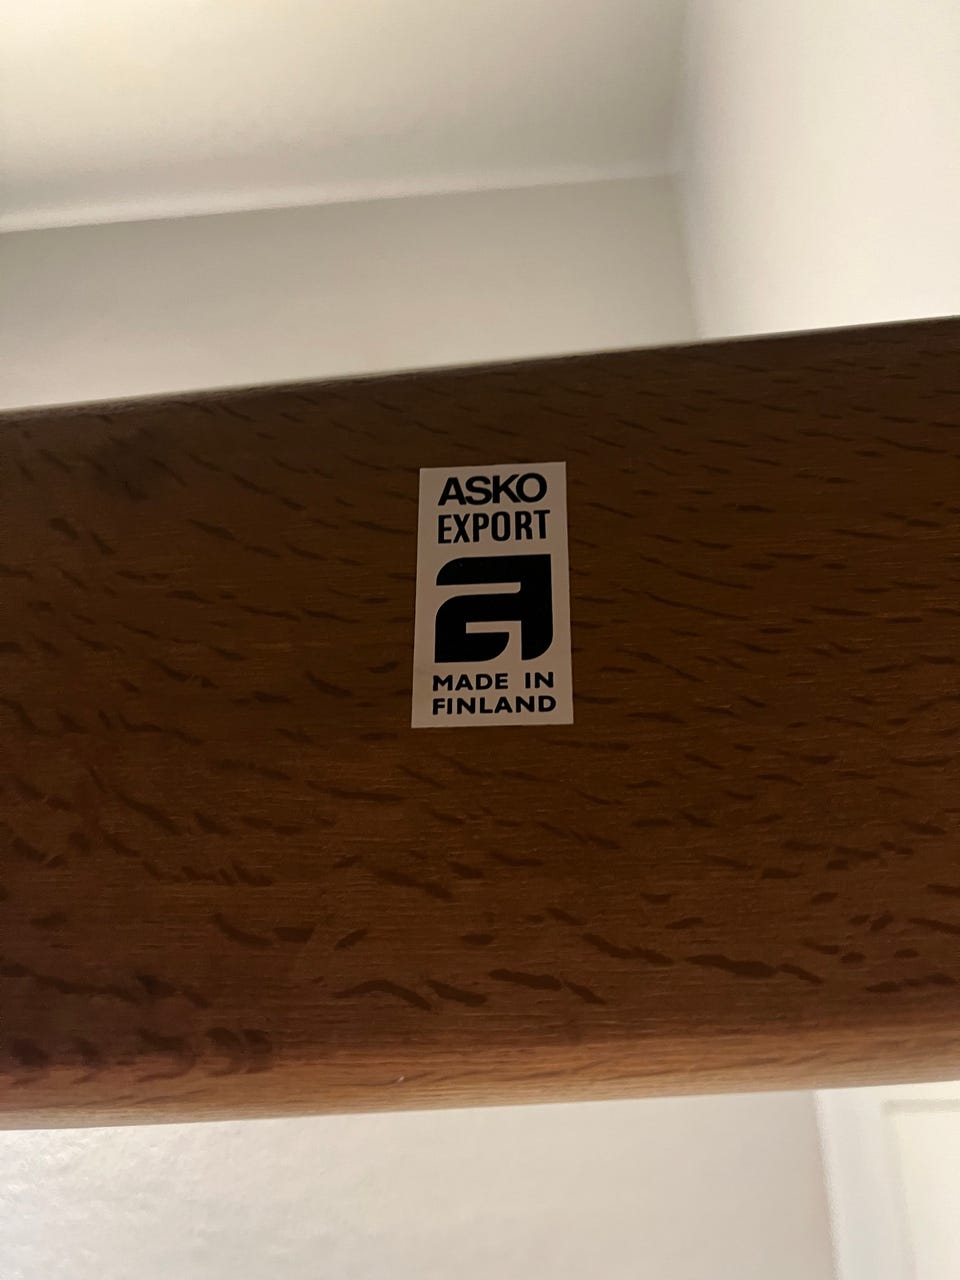 ASKO
EXPORT
a
MADE IN
FINLAND